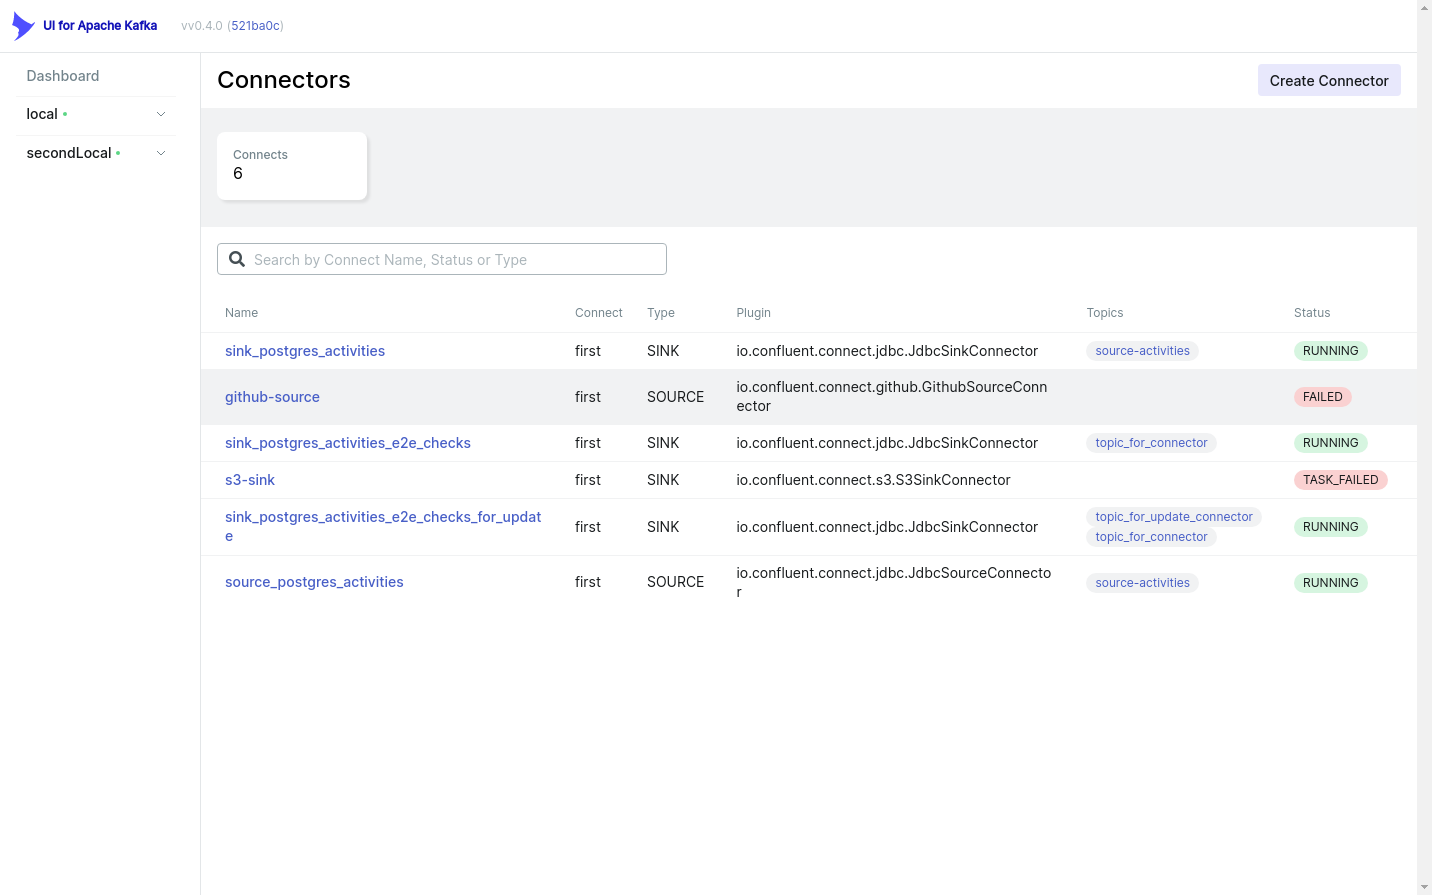 UI for Apache Kafka
vv0.4.0 (521ba0c)
Dashboard
local
secondLocal
Connectors
Create Connector
Connects
6
Search by Connect Name, Status or Type
Name Connect Type Plugin Topics Status
sink_postgres_activities first SINK io.confluent.connect.jdbc.JdbcSinkConnector source-activities RUNNING
github-source first SOURCE io.confluent.connect.github.GithubSourceConn
ector FAILED
sink_postgres_activities_e2e_checks first SINK io.confluent.connect.jdbc.JdbcSinkConnector topic_for_connector RUNNING
s3-sink first SINK io.confluent.connect.s3.S3SinkConnector TASK_FAILED
sink_postgres_activities_e2e_checks_for_updat
e first SINK io.confluent.connect.jdbc.JdbcSinkConnector topic_for_update_connector
topic_for_connector RUNNING
source_postgres_activities first SOURCE io.confluent.connect.jdbc.JdbcSourceConnecto
r source-activities RUNNING